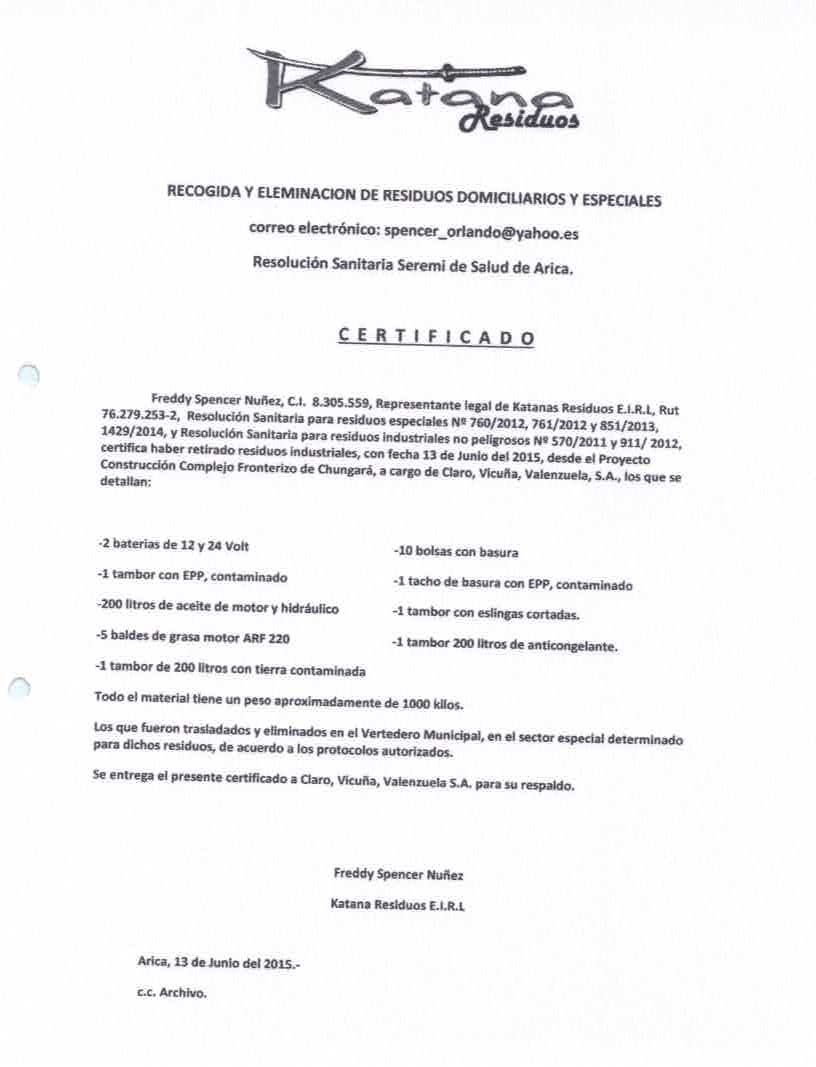 Katana
Residuos
RECOGIDA Y ELEMINACION DE RESIDUOS DOMICILIARIOS Y ESPECIALES
correo electrónico: spencer_orlando@yahoo.es
Resolución Sanitaria Seremi de Salud de Arica.
CERTIFICADO
Freddy Spencer Nuñez, C.I. 8.305.559, Representante legal de Katanas Residuos E.I.R.L, Rut
76.279.253-2, Resolución Sanitaria para residuos especiales Nº 760/2012, 761/2012 y 851/2013,
1429/2014, y Resolución Sanitaria para residuos industriales no peligrosos Nº 570/2011 y 911/ 2012,
certifica haber retirado residuos industriales, con fecha 13 de Junio del 2015, desde el Proyecto
Construcción Complejo Fronterizo de Chungará, a cargo de Claro, Vicuña, Valenzuela, S.A., los que se
detallan:
-2 baterias de 12 y 24 Volt
-1 tambor con EPP, contaminado
-200 litros de aceite de motor y hidráulico
-5 baldes de grasa motor ARF 220
-1 tambor de 200 litros con tierra contaminada
-10 bolsas con basura
-1 tacho de basura con EPP, contaminado
-1 tambor con eslingas cortadas.
-1 tambor 200 litros de anticongelante.
Todo el material tiene un peso aproximadamente de 1000 kilos.
Los que fueron trasladados y eliminados en el Vertedero Municipal, en el sector especial determinado
para dichos residuos, de acuerdo a los protocolos autorizados.
Se entrega el presente certificado a Claro, Vicuña, Valenzuela S.A. para su respaldo.
Freddy Spencer Nuñez
Katana Residuos E.I.R.L
Arica, 13 de Junio del 2015.-
c.c. Archivo.